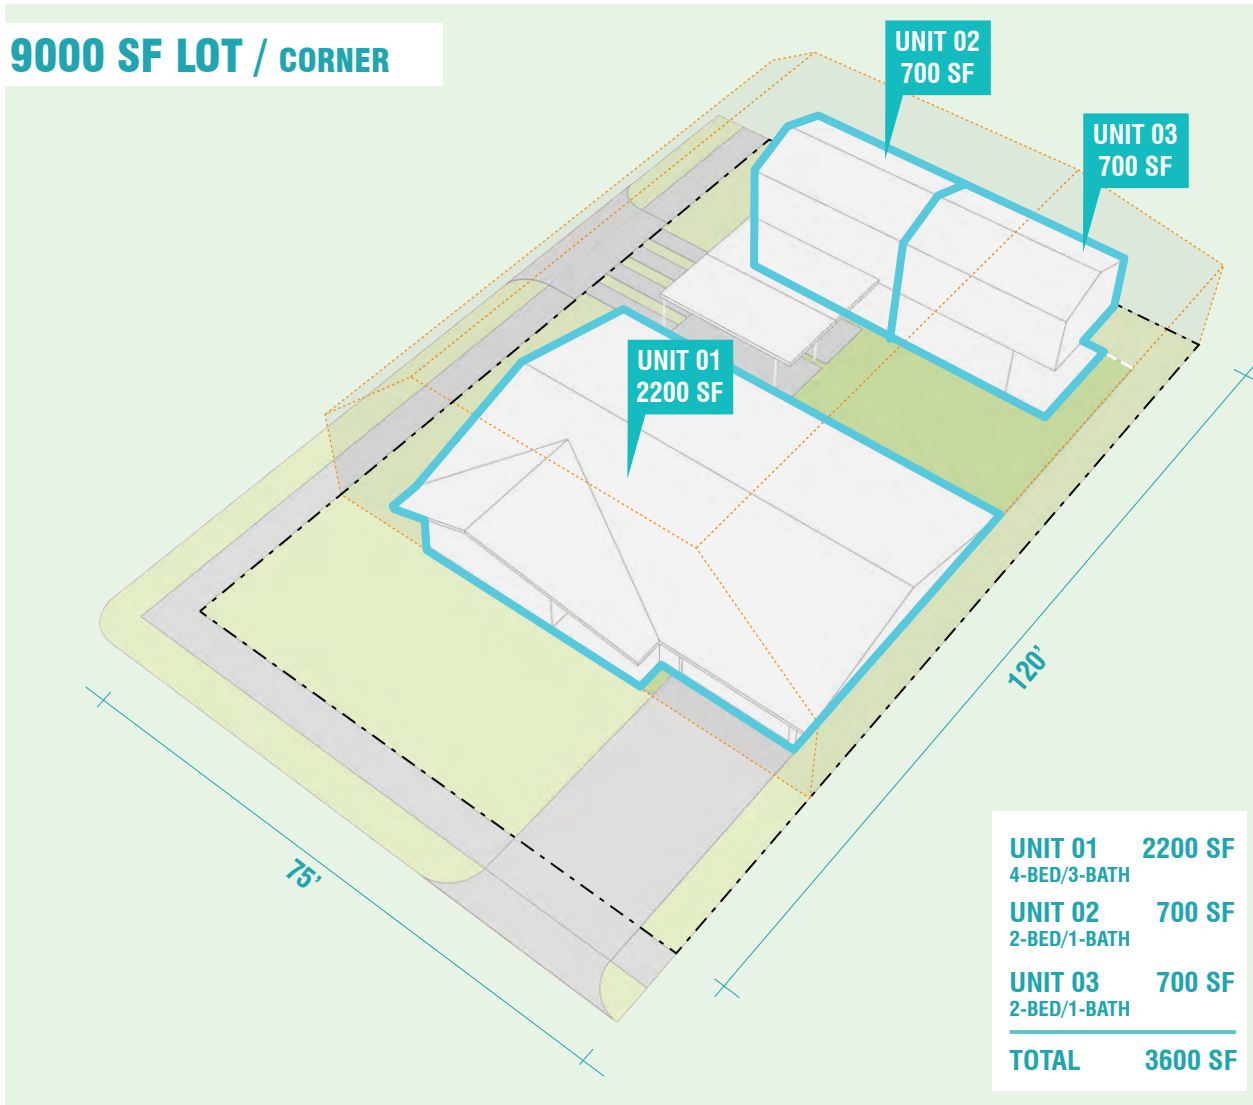 9000 SF LOT / CORNER
UNIT 02
700 SF
UNIT 03
700 SF
UNIT 01
2200 SF
120’
75’
UNIT 01 2200 SF
4-BED/3-BATH
UNIT 02 700 SF
2-BED/1-BATH
UNIT 03 700 SF
2-BED/1-BATH
TOTAL 3600 SF